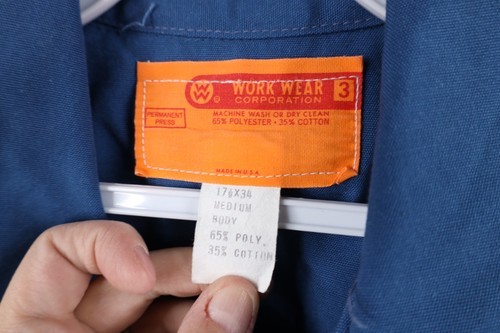 W ® WORK WEAR 3
CORPORATION
PERMANENT
PRESS
MACHINE WASH OR DRY CLEAN
65% POLYESTER - 35% COTTON
MADE IN U.S.A.
17½X34
MEDIUM
BODY
65% POLY
35% COTTON